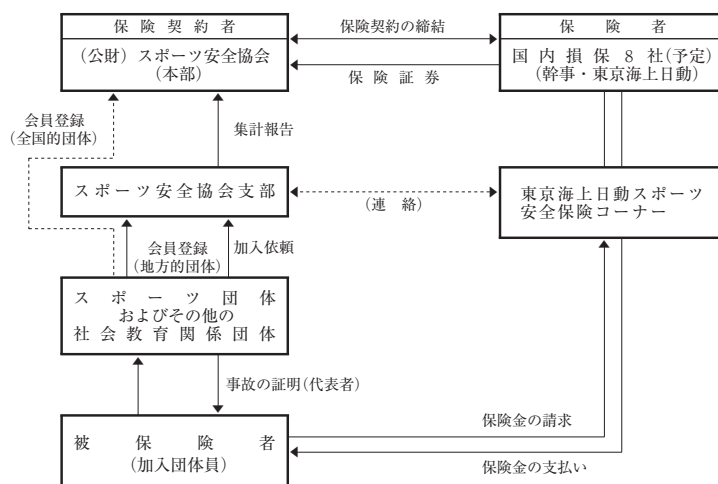 保険契約者
(公財)スポーツ安全協会
(本部)
保険契約の締結
保険証券
保険者
国内損保8社(予定)
(幹事・東京海上日動)
会員登録
(全国的団体)
集計報告
スポーツ安全協会支部
(連 絡)
東京海上日動スポーツ
安全保険コーナー
会員登録
(地方的団体)
加入依頼
スポーツ団体
およびその他の
社会教育関係団体
事故の証明(代表者)
被保険者
(加入団体員)
保険金の請求
保険金の支払い